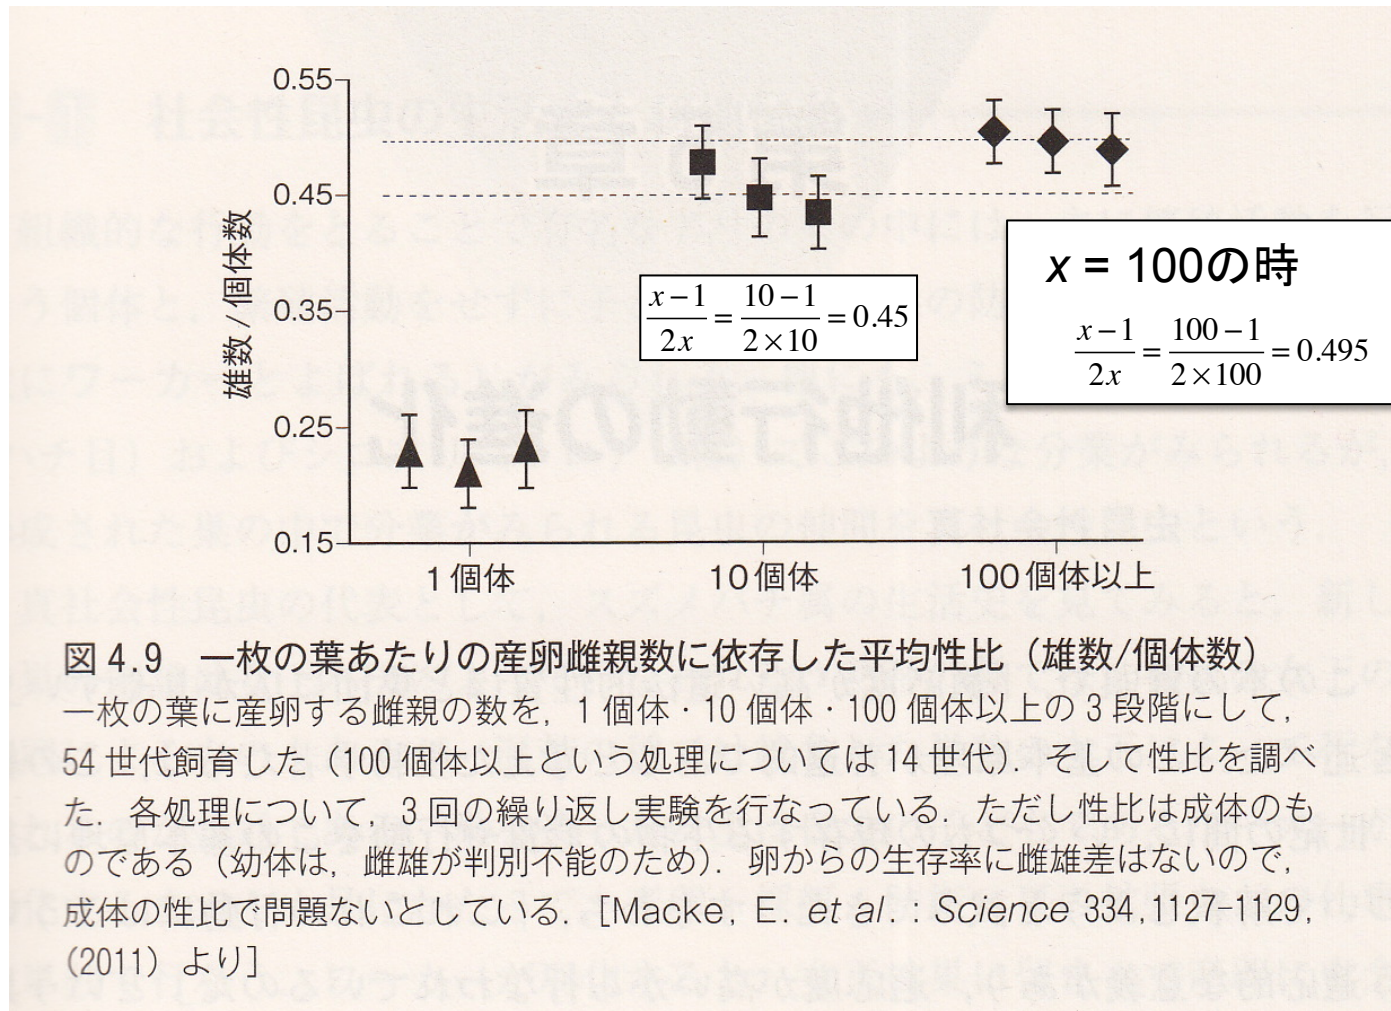 0.55
0.45
0.35
0.25
0.15
雄数/個体数
1個体
10個体
100個体以上
x−1/2x = 10−1/2×10 = 0.45
x = 100の時
x−1/2x = 100−1/2×100 = 0.495
図4.9　一枚の葉あたりの産卵雌親数に依存した平均性比（雄数/個体数）
一枚の葉に産卵する雌親の数を，1個体・10個体・100個体以上の3段階にして，
54世代飼育した（100個体以上という処理については14世代）．そして性比を調べ
た．各処理について，3回の繰り返し実験を行なっている．ただし性比は成体のも
のである（幼体は，雌雄が判別不能のため）．卵からの生存率に雌雄差はないので，
成体の性比で問題ないとしている．[Macke, E. et al.: Science 334, 1127-1129,
(2011) より]